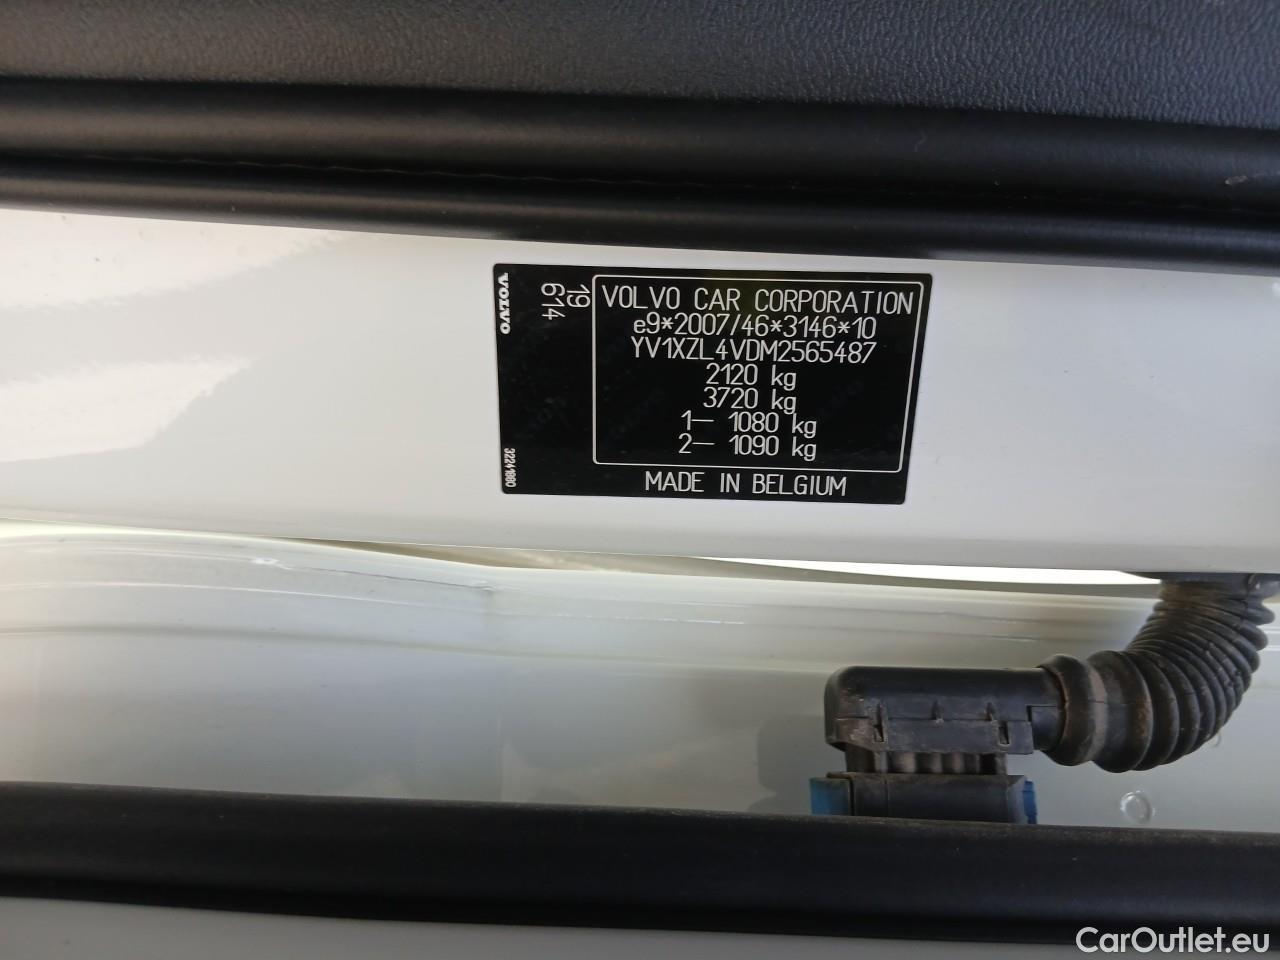 VOLVO
19
614
VOLVO CAR CORPORATION
e9*2007/46*3146*10
YV1XZL4VDM2565487
2120 kg
3720 kg
1— 1080 kg
2— 1090 kg
MADE IN BELGIUM
32241980
CarOutlet.eu